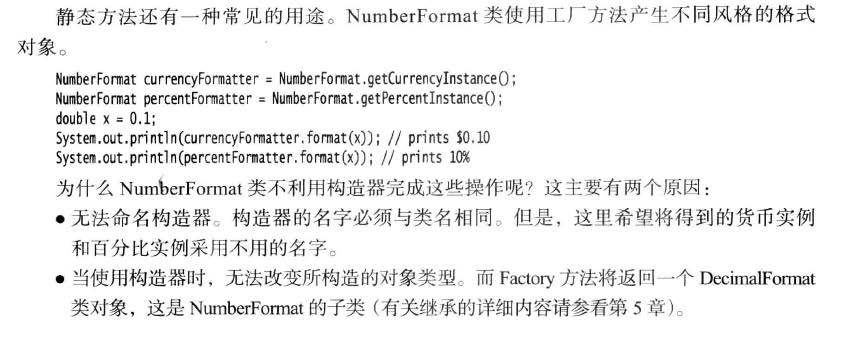 静态方法还有一种常见的用途。NumberFormat 类使用工厂方法产生不同风格的格式
对象。
NumberFormat currencyFormatter = NumberFormat.getCurrencyInstance();
NumberFormat percentFormatter = NumberFormat.getPercentInstance();
double x = 0.1;
System.out.println(currencyFormatter.format(x)); // prints $0.10
System.out.println(percentFormatter.format(x)); // prints 10%
为什么 NumberFormat 类不利用构造器完成这些操作呢？这主要有两个原因：
● 无法命名构造器。构造器的名字必须与类名相同。但是，这里希望将得到的货币实例
和百分比实例采用不用的名字。
● 当使用构造器时，无法改变所构造的对象类型。而 Factory 方法将返回一个 DecimalFormat
类对象，这是 NumberFormat 的子类（有关继承的详细内容请参看第 5 章）。